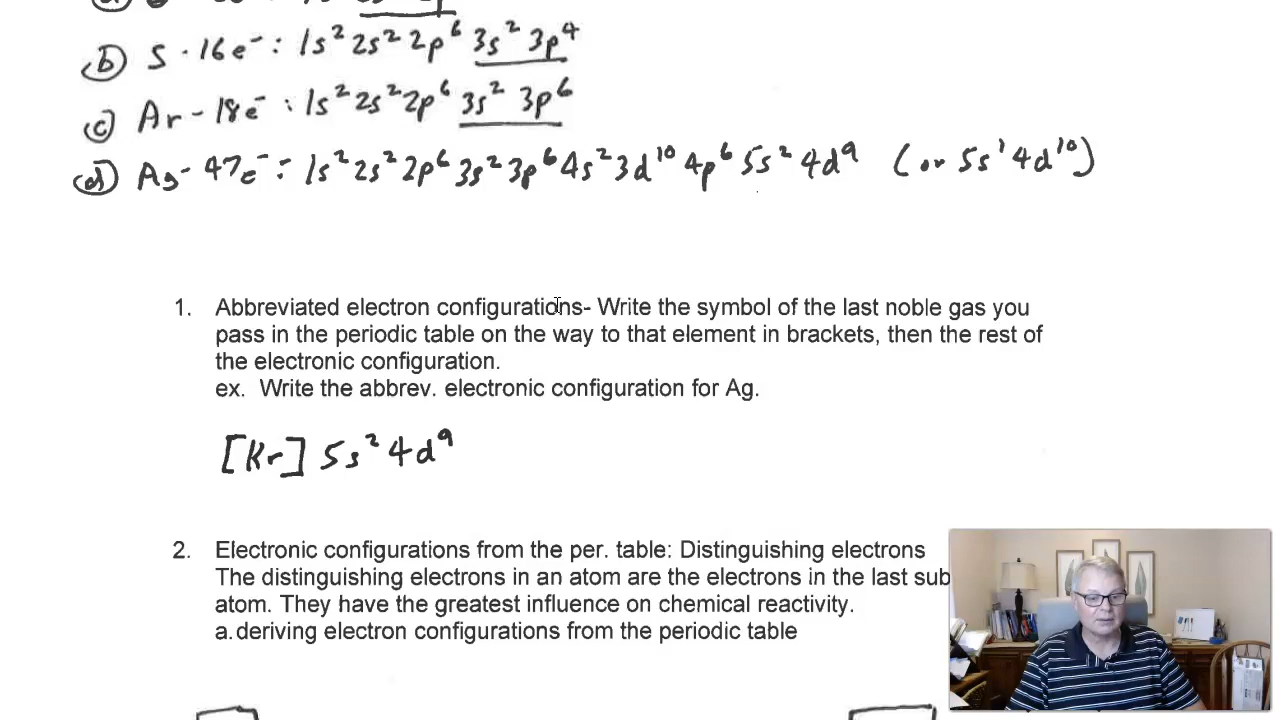 (b) S - 16e⁻ : 1s² 2s² 2p⁶ 3s² 3p⁴
(c) Ar - 18e⁻ : 1s² 2s² 2p⁶ 3s² 3p⁶
(d) Ag - 47e⁻ : 1s² 2s² 2p⁶ 3s² 3p⁶ 4s² 3d¹⁰ 4p⁶ 5s² 4d⁹ (or 5s¹ 4d¹⁰)
1. Abbreviated electron configurations- Write the symbol of the last noble gas you
pass in the periodic table on the way to that element in brackets, then the rest of
the electronic configuration.
ex. Write the abbrev. electronic configuration for Ag.
[Kr] 5s² 4d⁹
2. Electronic configurations from the per. table: Distinguishing electrons
The distinguishing electrons in an atom are the electrons in the last sub
atom. They have the greatest influence on chemical reactivity.
a. deriving electron configurations from the periodic table